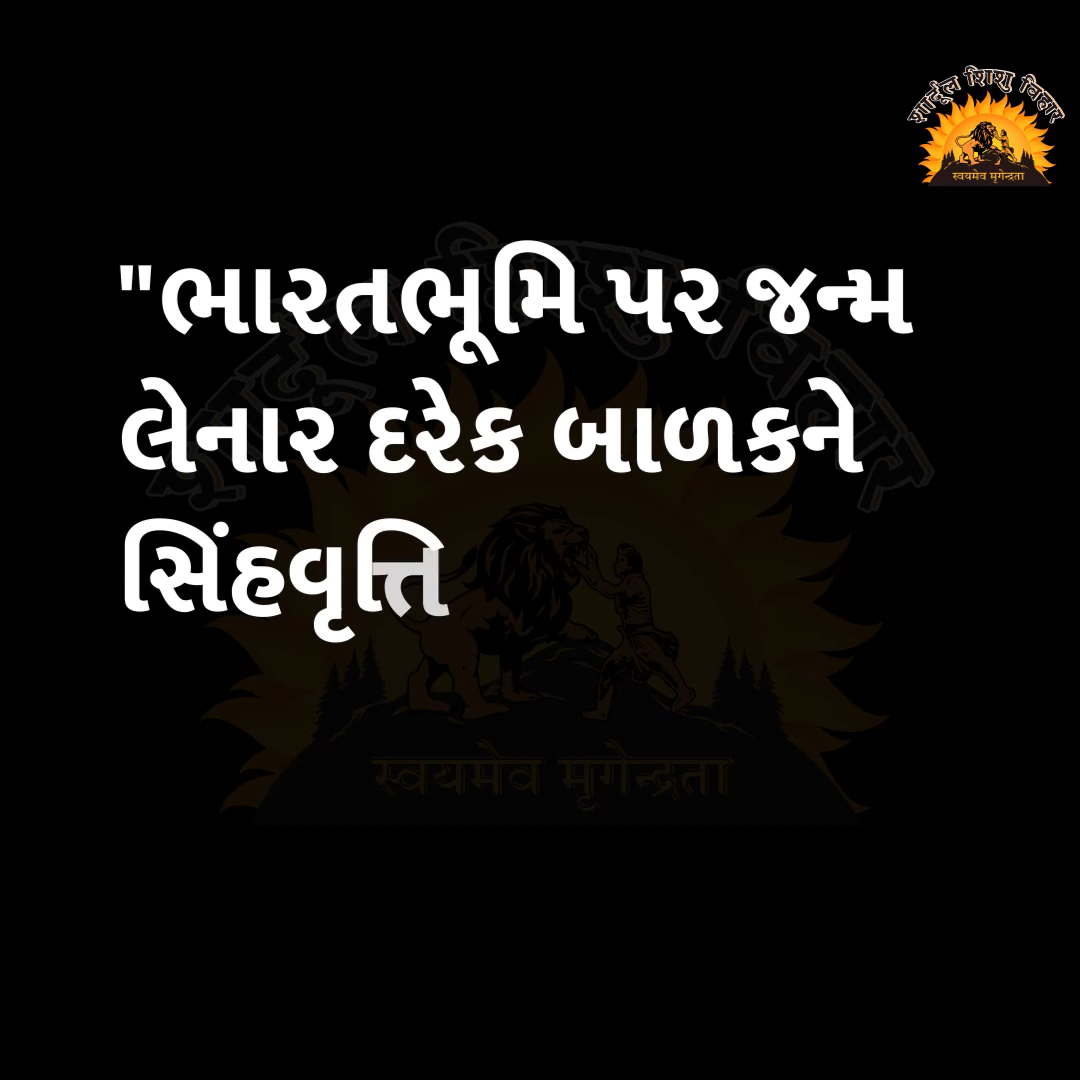 शार्दूल शिशु विहार
स्वयमेव मृगेन्द्रता
"ભારતભૂમિ પર જન્મ
લેનાર દરેક બાળકને
સિંહવૃત્તિ
शार्दूल शिशु विहार
स्वयमेव मृगेन्द्रता